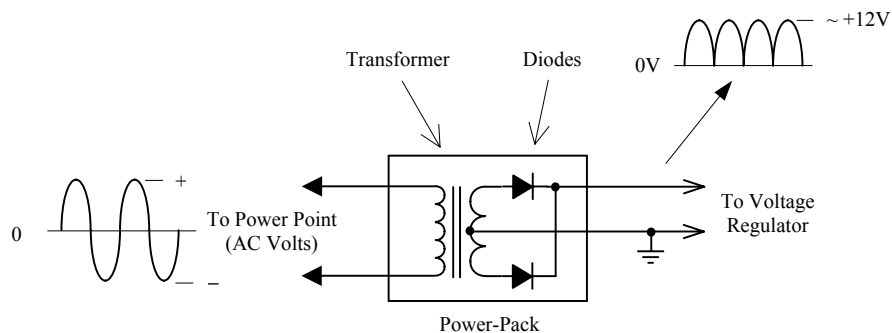 ~ +12V
0V
Transformer
Diodes
+
0
To Power Point
(AC Volts)
−
To Voltage
Regulator
Power-Pack